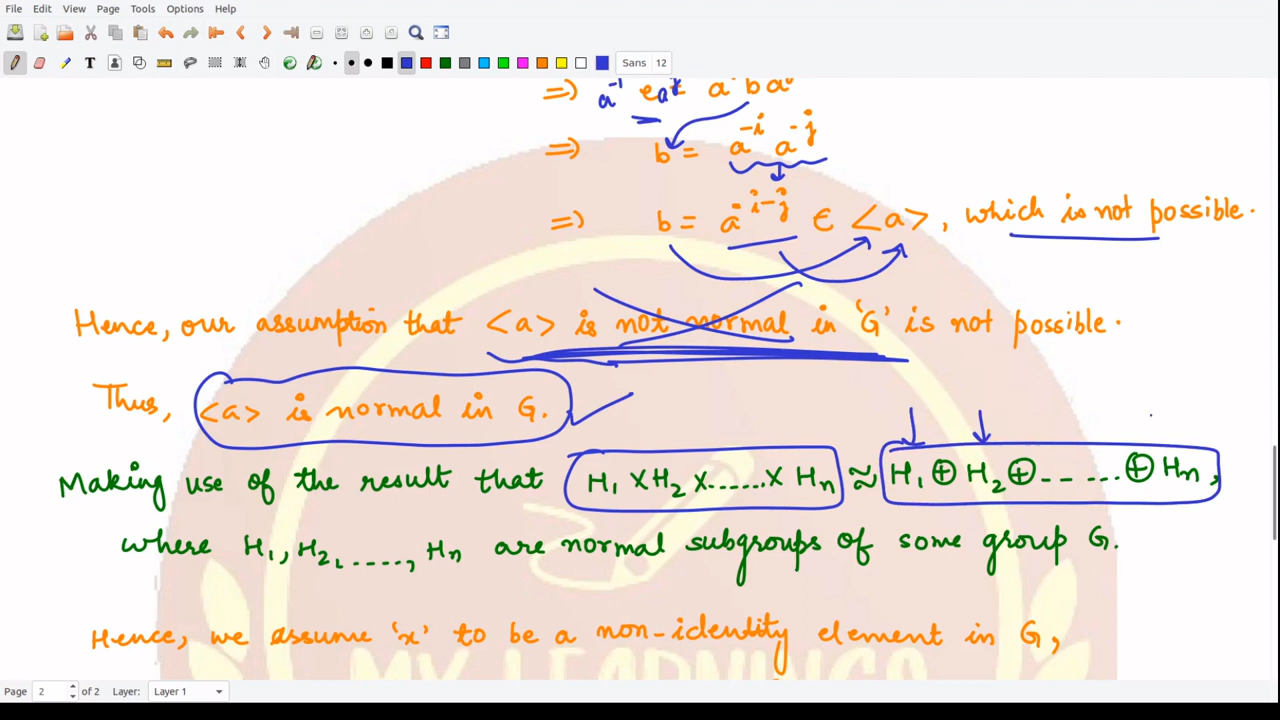 File Edit View Page Tools Options Help
Sans 12
=> a⁻¹ a b a
=> b = a⁻ⁱ a⁻ʲ
=> b = a⁻ⁱ⁻ʲ ∈ <a>, which is not possible.
Hence, our assumption that <a> is not normal in 'G' is not possible.
Thus, <a> is normal in G.
Making use of the result that H₁ X H₂ X......X Hₙ ≈ H₁ ⊕ H₂ ⊕ -- -- ... ⊕ Hₙ,
where H₁, H₂, ....., Hₙ are normal subgroups of some group G.
Hence, we assume 'x' to be a non-identity element in G,
MY LEARNINGS
Page 2 of 2 Layer: Layer 1